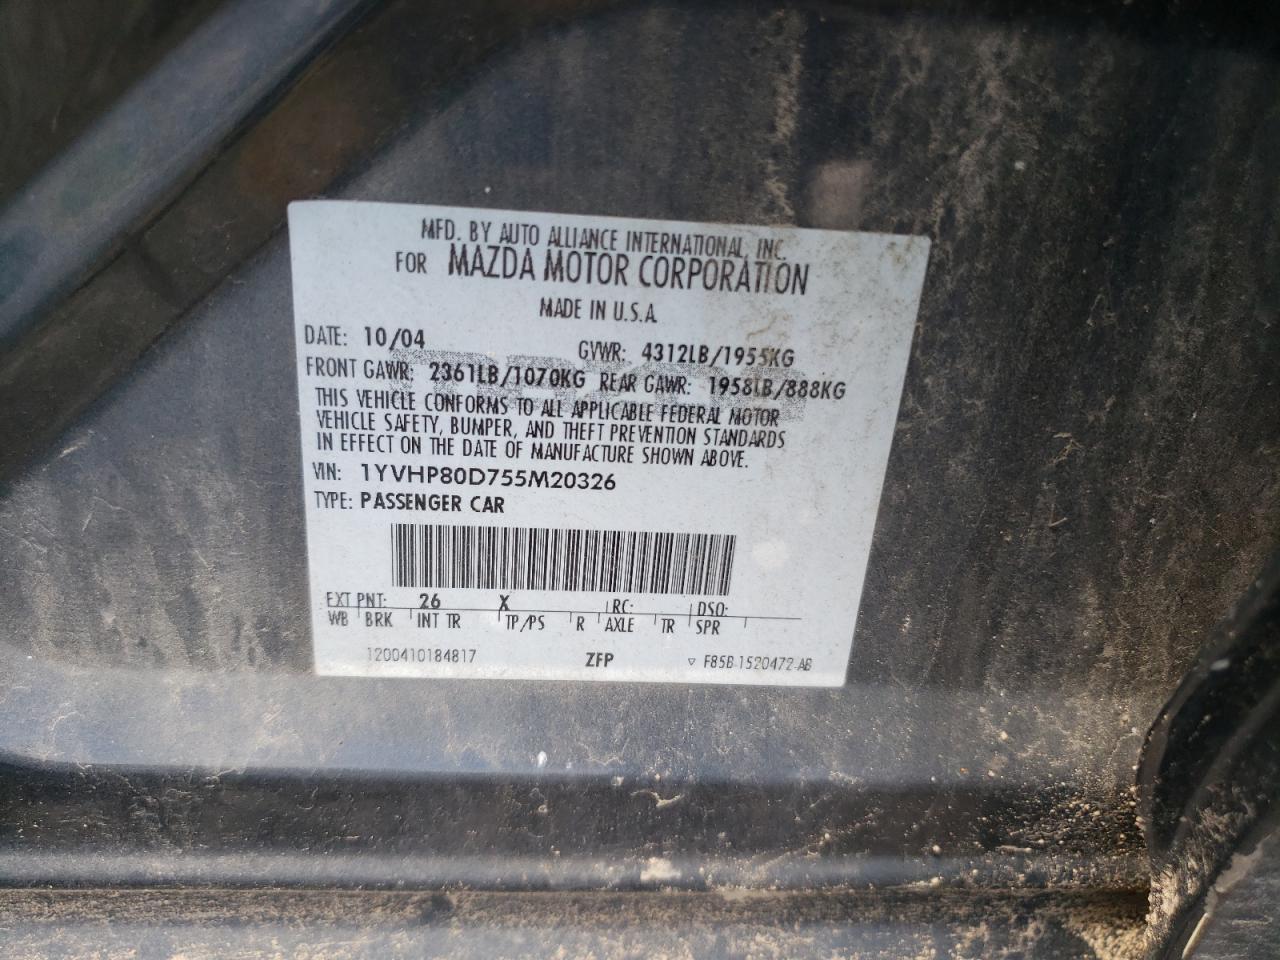 MFD. BY AUTO ALLIANCE INTERNATIONAL, INC.
FOR MAZDA MOTOR CORPORATION
MADE IN U.S.A
DATE: 10/04 GVWR: 4312LB/1955KG
FRONT GAWR: 2361LB/1070KG REAR GAWR: 1958LB/888KG
THIS VEHICLE CONFORMS TO ALL APPLICABLE FEDERAL MOTOR
VEHICLE SAFETY, BUMPER, AND THEFT PREVENTION STANDARDS
IN EFFECT ON THE DATE OF MANUFACTURE SHOWN ABOVE.
VIN: 1YVHP80D755M20326
TYPE: PASSENGER CAR
EXT PNT: 26 X RC: DSO:
WB BRK INT TR TP/PS R AXLE TR SPR
1200410184817 ZFP ▽ F85B-1520472-AB